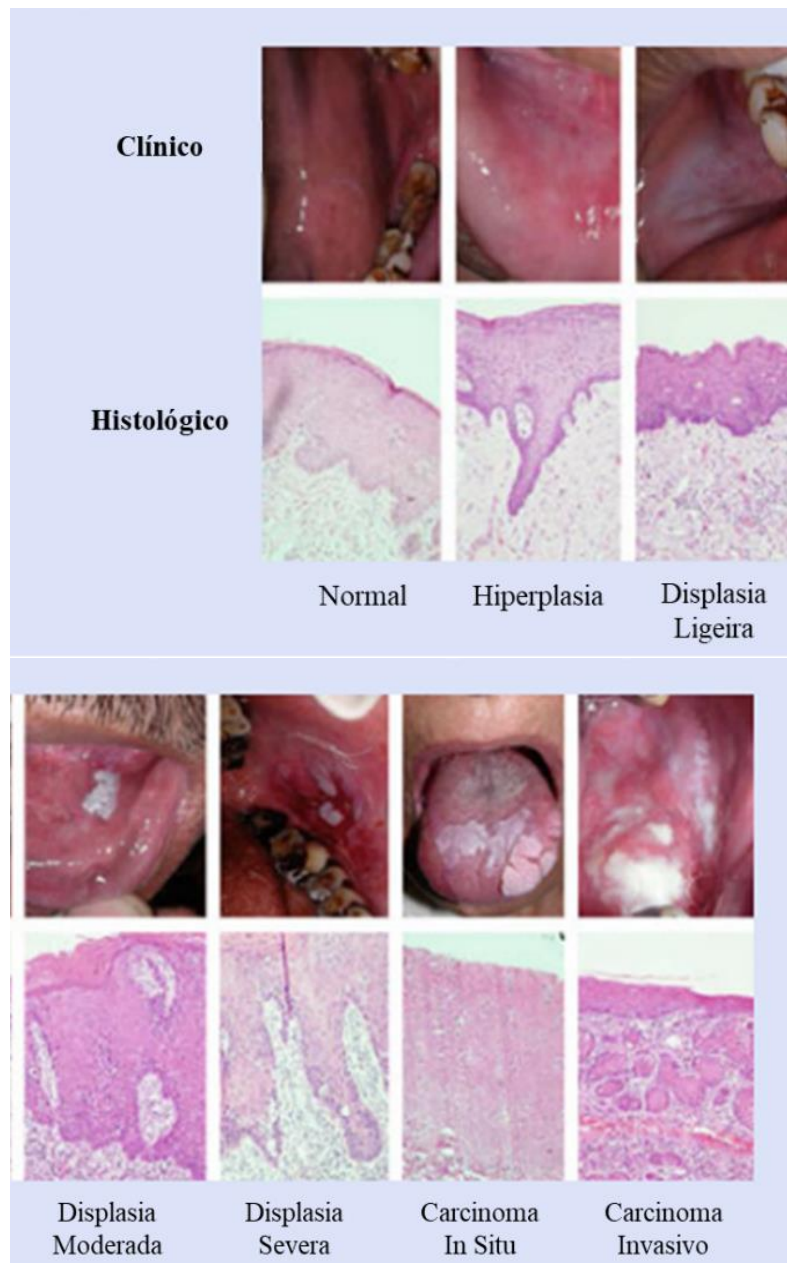 Clínico
Histológico
Normal
Hiperplasia
Displasia
Ligeira
Displasia
Moderada
Displasia
Severa
Carcinoma
In Situ
Carcinoma
Invasivo